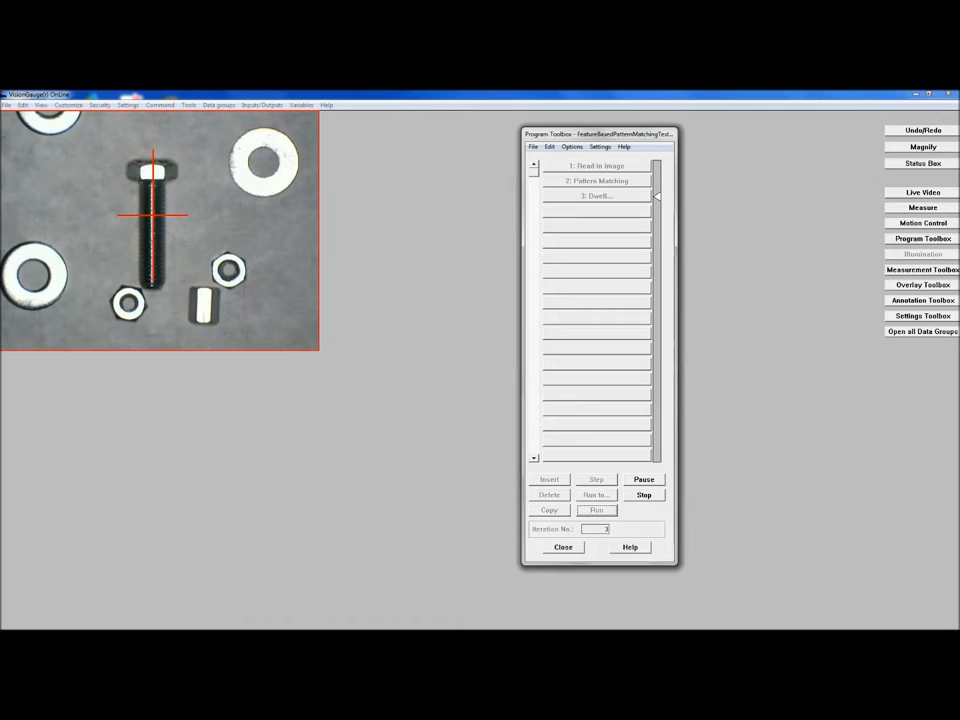 VisionGauge(r) OnLine
File Edit View Customize Security Settings Command Tools Data groups Inputs/Outputs Variables Help
Program Toolbox - FeatureBasedPatternMatchingTest...
File Edit Options Settings Help
1: Read-in Image
2: Pattern Matching
3: Dwell...
Insert Step Pause
Delete Run to... Stop
Copy Run
Iteration No.: 3
Close Help
Undo/Redo
Magnify
Status Box
Live Video
Measure
Motion Control
Program Toolbox
Illumination
Measurement Toolbox
Overlay Toolbox
Annotation Toolbox
Settings Toolbox
Open all Data Groups